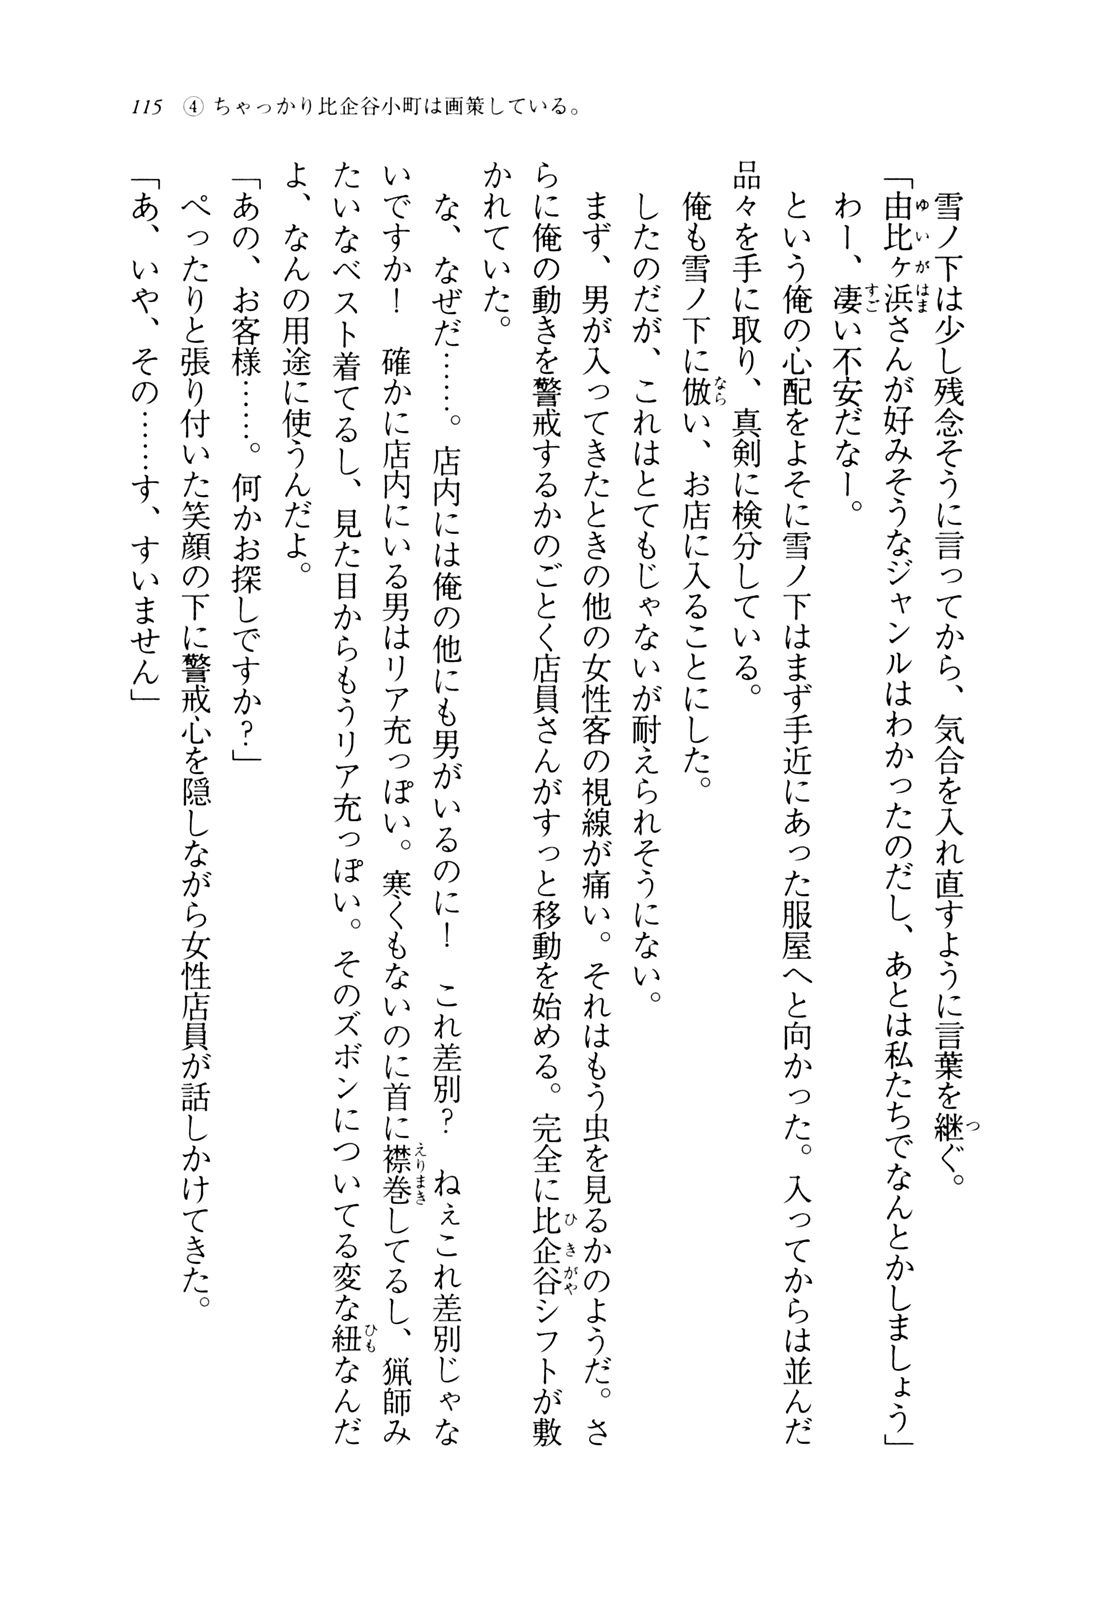 115 ④ ちゃっかり比企谷小町は画策している。
雪ノ下は少し残念そうに言ってから、気合を入れ直すように言葉を継ぐ。
「由比ヶ浜さんが好みそうなジャンルはわかったのだし、あとは私たちでなんとかしましょう」
わー、凄い不安だなー。
という俺の心配をよそに雪ノ下はまず手近にあった服屋へと向かった。入ってからは並んだ
品々を手に取り、真剣に検分している。
俺も雪ノ下に倣い、お店に入ることにした。
したのだが、これはとてもじゃないが耐えられそうにない。
まず、男が入ってきたときの他の女性客の視線が痛い。それはもう虫を見るかのようだ。さ
らに俺の動きを警戒するかのごとく店員さんがすっと移動を始める。完全に比企谷シフトが敷
かれていた。
な、なぜだ……。店内には俺の他にも男がいるのに！　これ差別？　ねぇこれ差別じゃな
いですか！　確かに店内にいる男はリア充っぽい。寒くもないのに首に襟巻してるし、猟師み
たいなベスト着てるし、見た目からもうリア充っぽい。そのズボンについてる変な紐なんだ
よ、なんの用途に使うんだよ。
「あの、お客様……。何かお探しですか？」
ぺったりと張り付いた笑顔の下に警戒心を隠しながら女性店員が話しかけてきた。
「あ、いや、その……す、すいません」